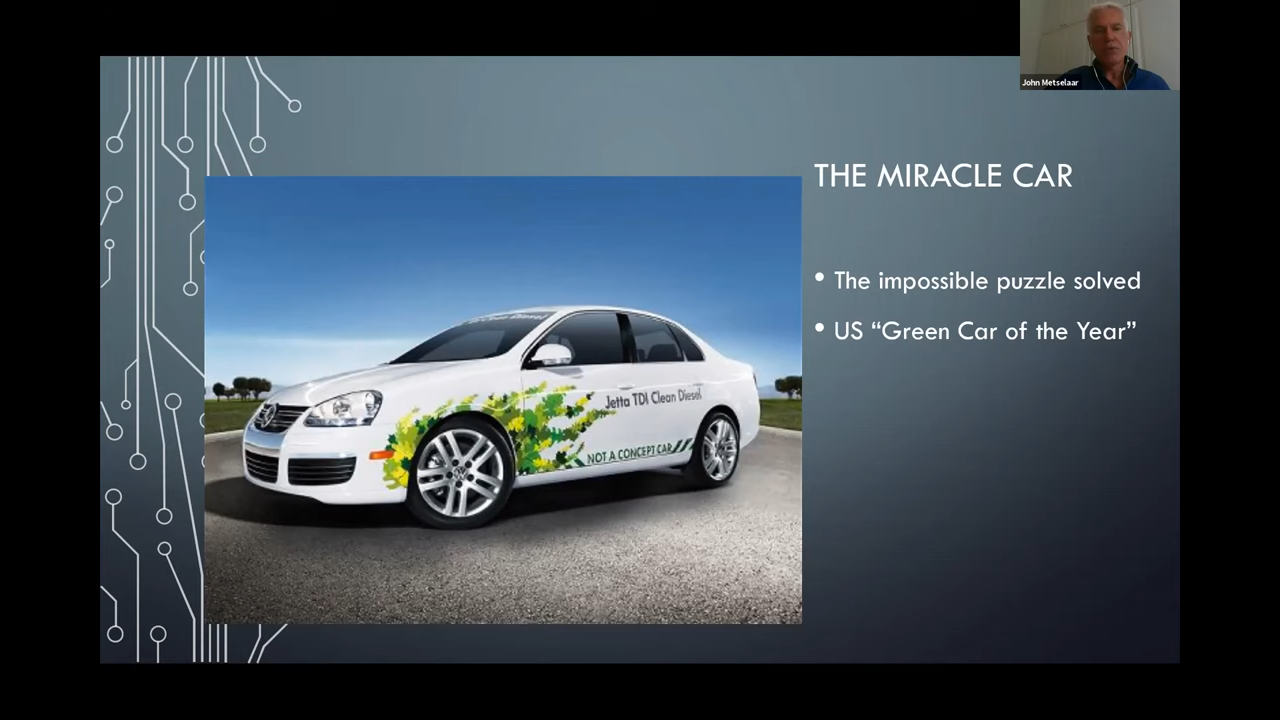 John Metselaar
THE MIRACLE CAR
• The impossible puzzle solved
• US “Green Car of the Year”
Jetta TDI Clean Diesel
NOT A CONCEPT CAR